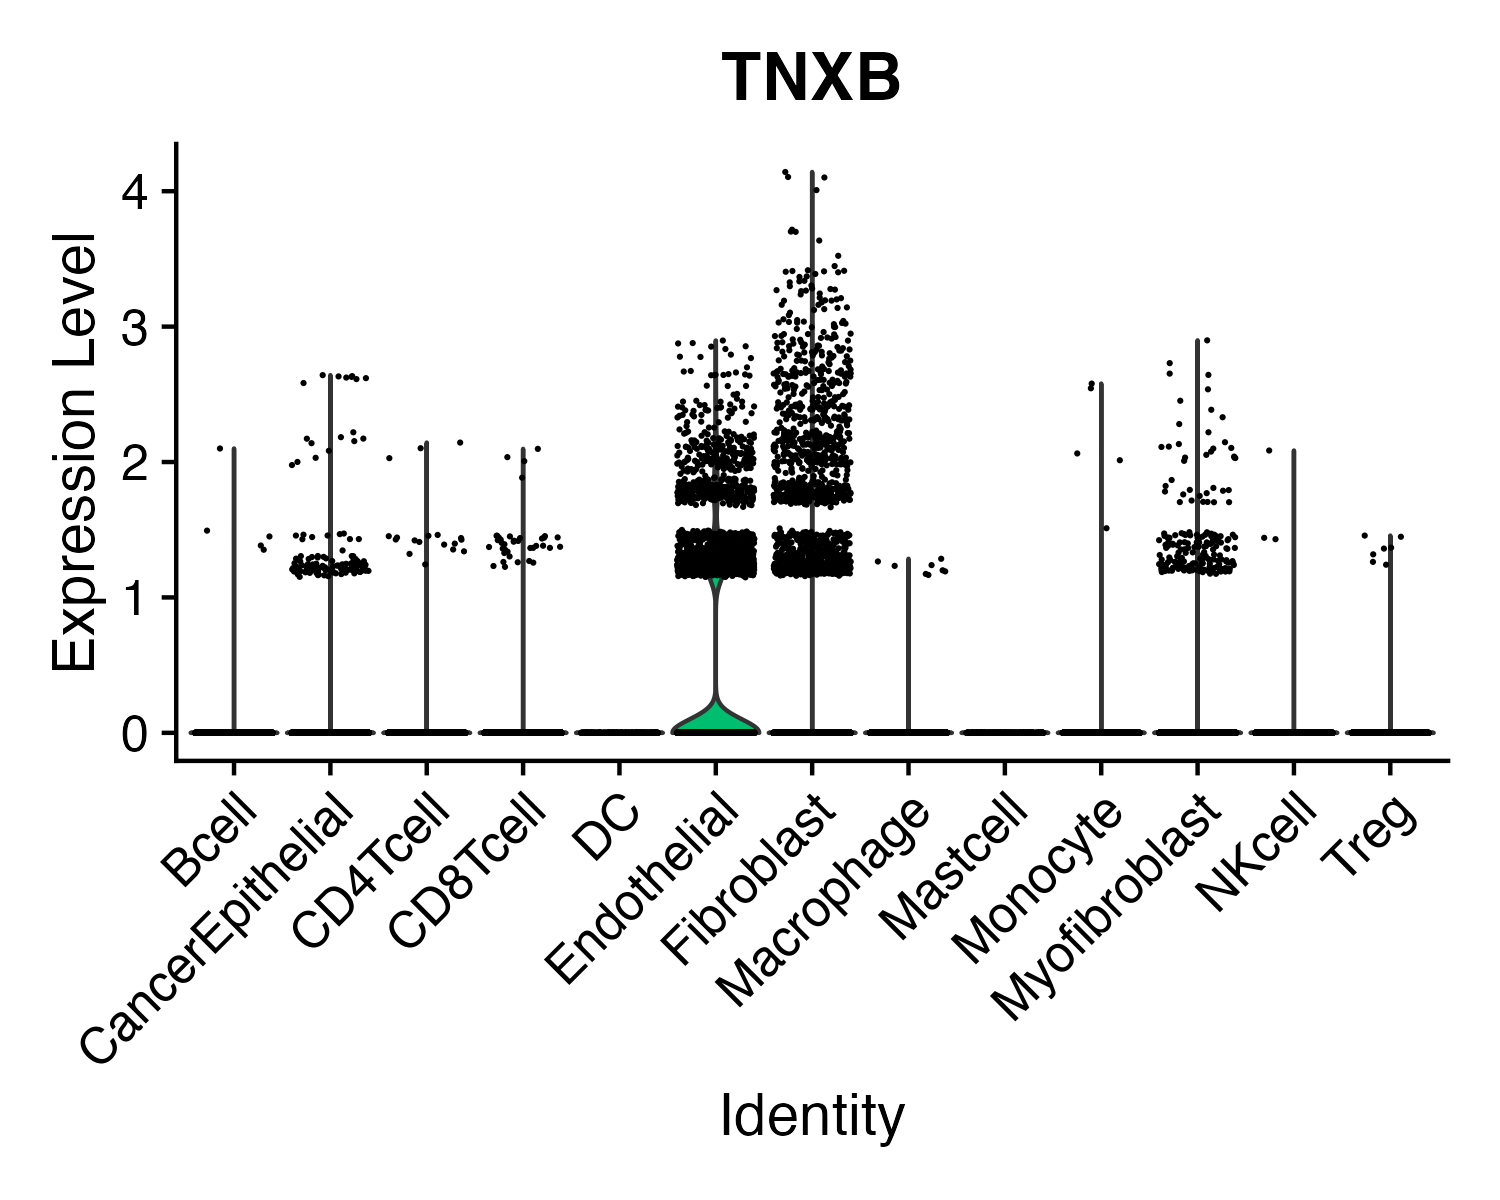 TNXB
Expression Level
4
3
2
1
0
Bcell
CancerEpithelial
CD4Tcell
CD8Tcell
DC
Endothelial
Fibroblast
Macrophage
Mastcell
Monocyte
Myofibroblast
NKcell
Treg
Identity